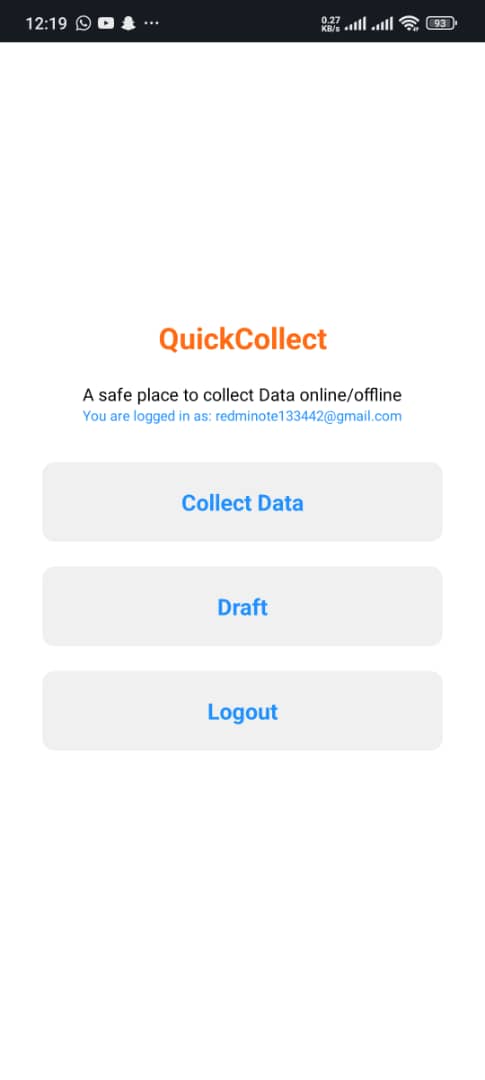 12:19
0.27
KB/s
93
QuickCollect
A safe place to collect Data online/offline
You are logged in as: redminote133442@gmail.com
Collect Data
Draft
Logout